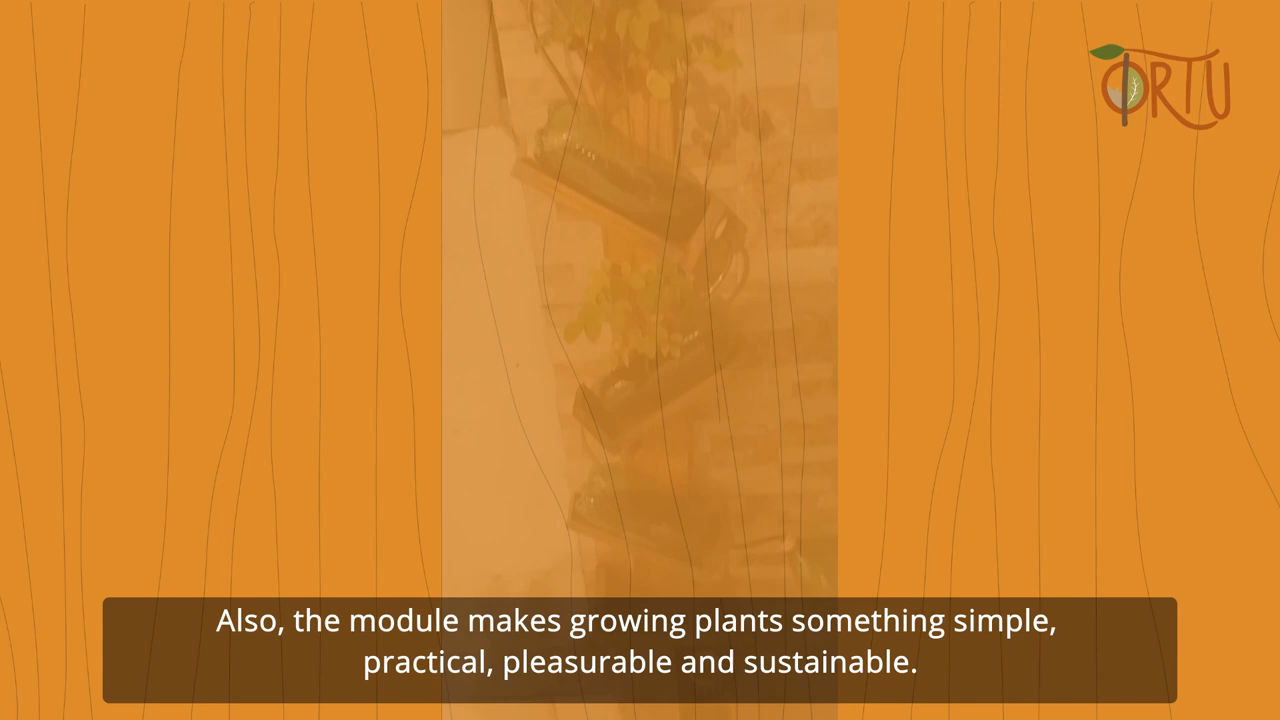 ORTU
Also, the module makes growing plants something simple,
practical, pleasurable and sustainable.